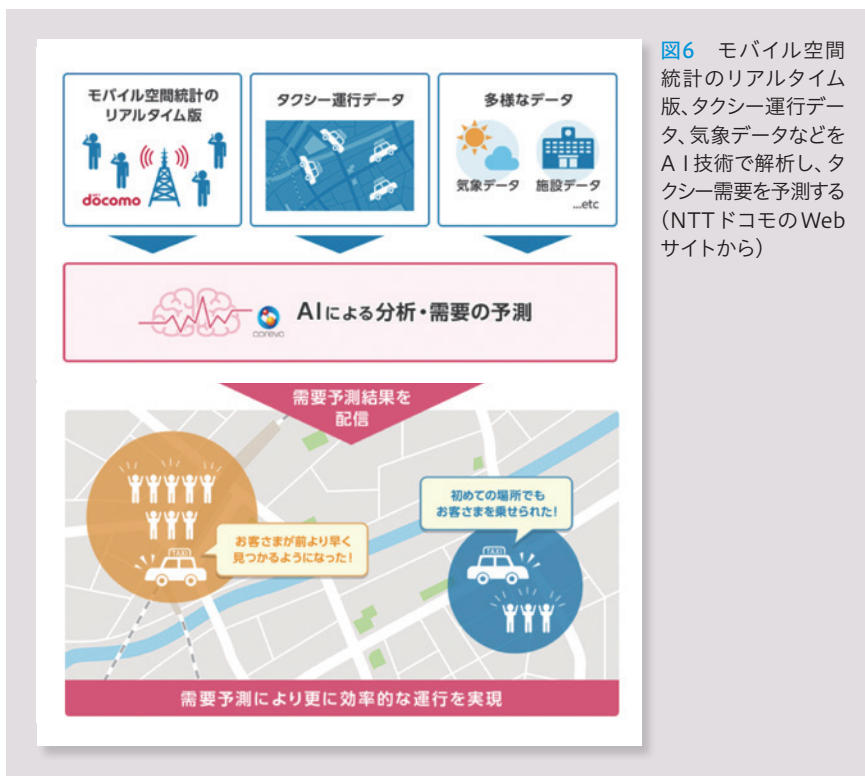 図6 モバイル空間
統計のリアルタイム
版、タクシー運行デー
タ、気象データなどを
AI技術で解析し、タ
クシー需要を予測する
(NTTドコモのWeb
サイトから)
モバイル空間統計の
リアルタイム版
döcomo
タクシー運行データ
多様なデータ
気象データ 施設データ
...etc
corevo
AIによる分析・需要の予測
需要予測結果を
配信
お客さまが前より早く
見つかるようになった!
TAXI
初めての場所でも
お客さまを乗せられた!
TAXI
需要予測により更に効率的な運行を実現